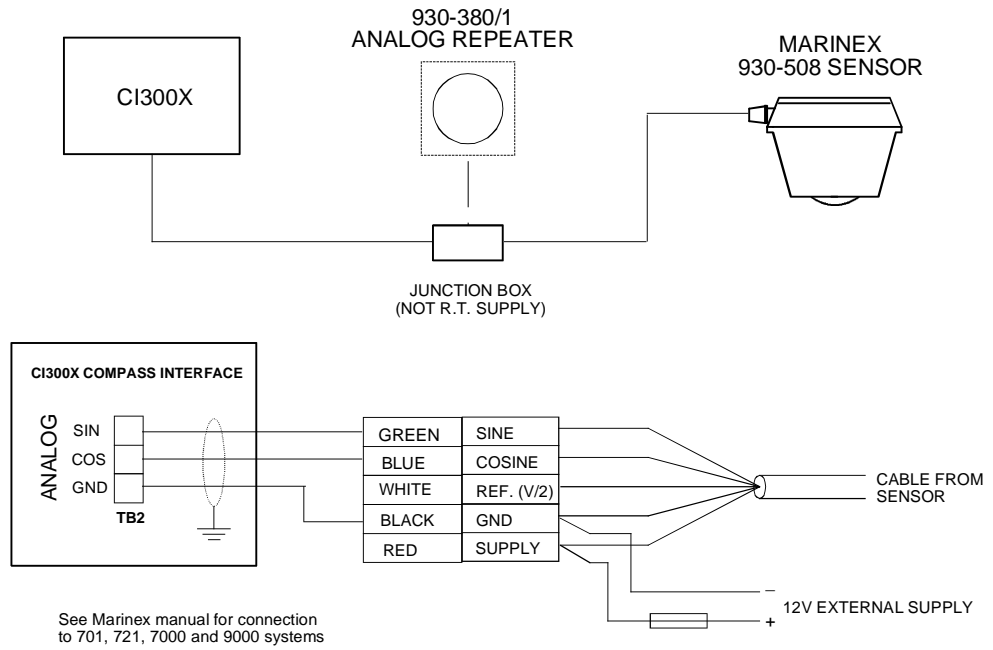 930-380/1
ANALOG REPEATER
MARINEX
930-508 SENSOR
CI300X
JUNCTION BOX
(NOT R.T. SUPPLY)
CI300X COMPASS INTERFACE
ANALOG
SIN
COS
GND
TB2
GREEN SINE
BLUE COSINE
WHITE REF. (V/2)
BLACK GND
RED SUPPLY
CABLE FROM
SENSOR
–
12V EXTERNAL SUPPLY
+
See Marinex manual for connection
to 701, 721, 7000 and 9000 systems